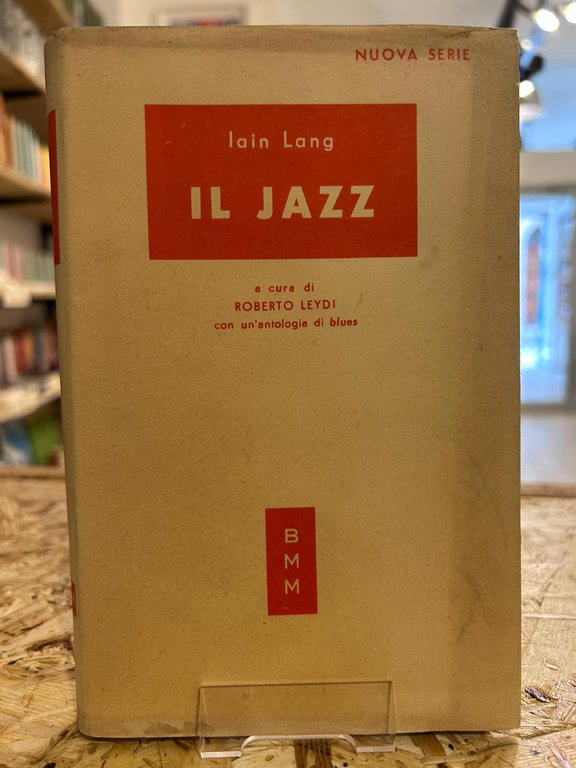 NUOVA SERIE
Iain Lang
IL JAZZ
a cura di
ROBERTO LEYDI
con un'antologia di blues
B
M
M